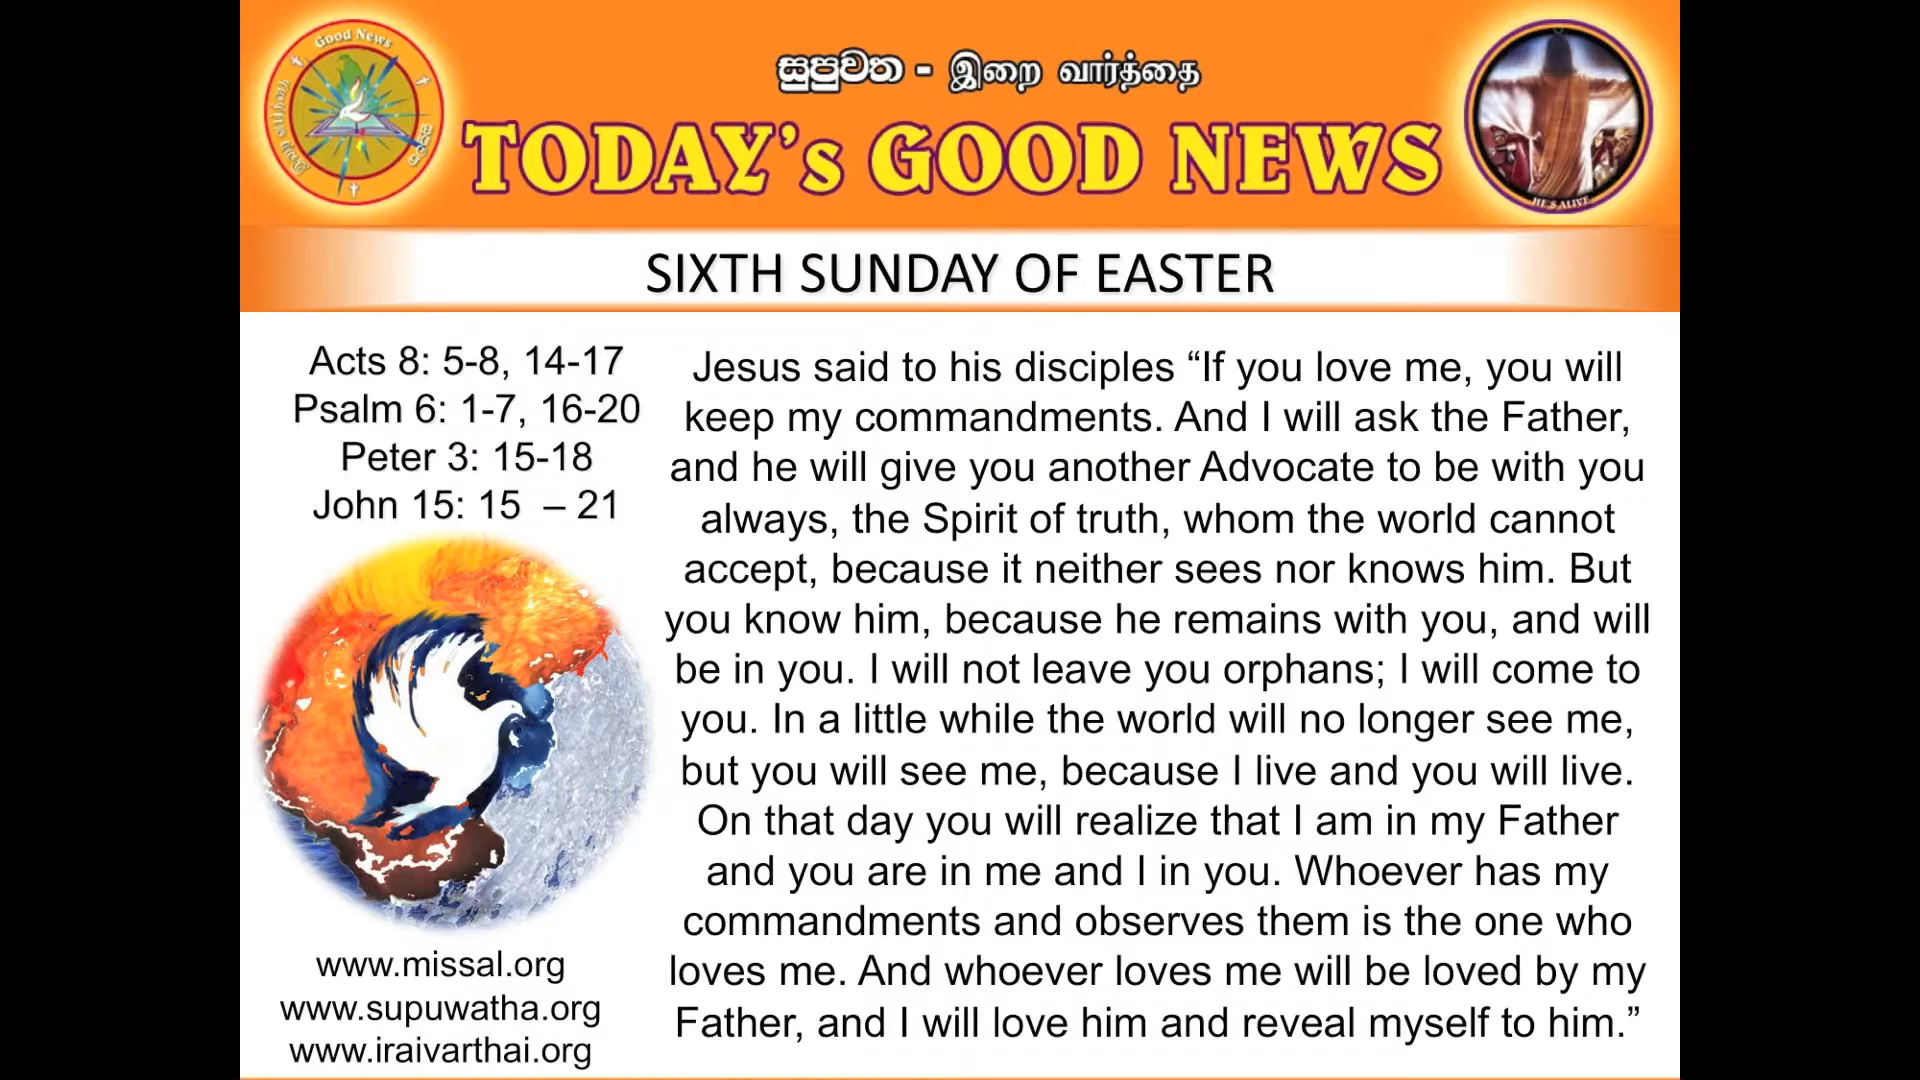 Good News
සුපුවත - இறை வார்த்தை
TODAY's GOOD NEWS
HE'S ALIVE
SIXTH SUNDAY OF EASTER
Acts 8: 5-8, 14-17
Psalm 6: 1-7, 16-20
Peter 3: 15-18
John 15: 15 – 21
www.missal.org
www.supuwatha.org
www.iraivarthai.org
Jesus said to his disciples “If you love me, you will
keep my commandments. And I will ask the Father,
and he will give you another Advocate to be with you
always, the Spirit of truth, whom the world cannot
accept, because it neither sees nor knows him. But
you know him, because he remains with you, and will
be in you. I will not leave you orphans; I will come to
you. In a little while the world will no longer see me,
but you will see me, because I live and you will live.
On that day you will realize that I am in my Father
and you are in me and I in you. Whoever has my
commandments and observes them is the one who
loves me. And whoever loves me will be loved by my
Father, and I will love him and reveal myself to him.”